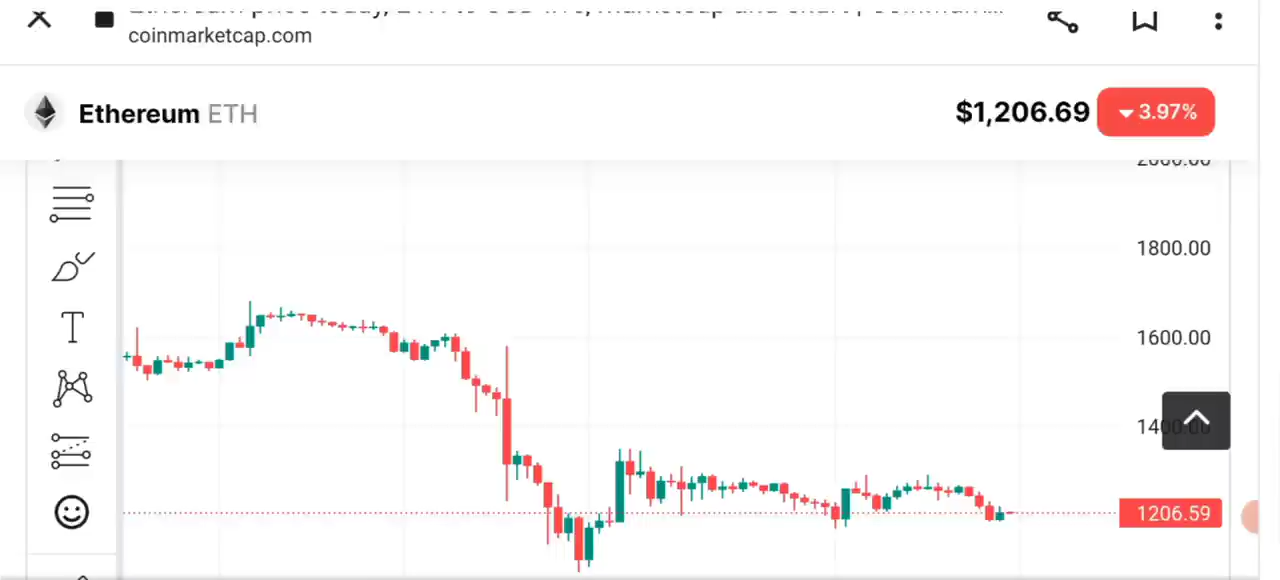 coinmarketcap.com
Ethereum ETH
$1,206.69
3.97%
1800.00
1600.00
1206.59